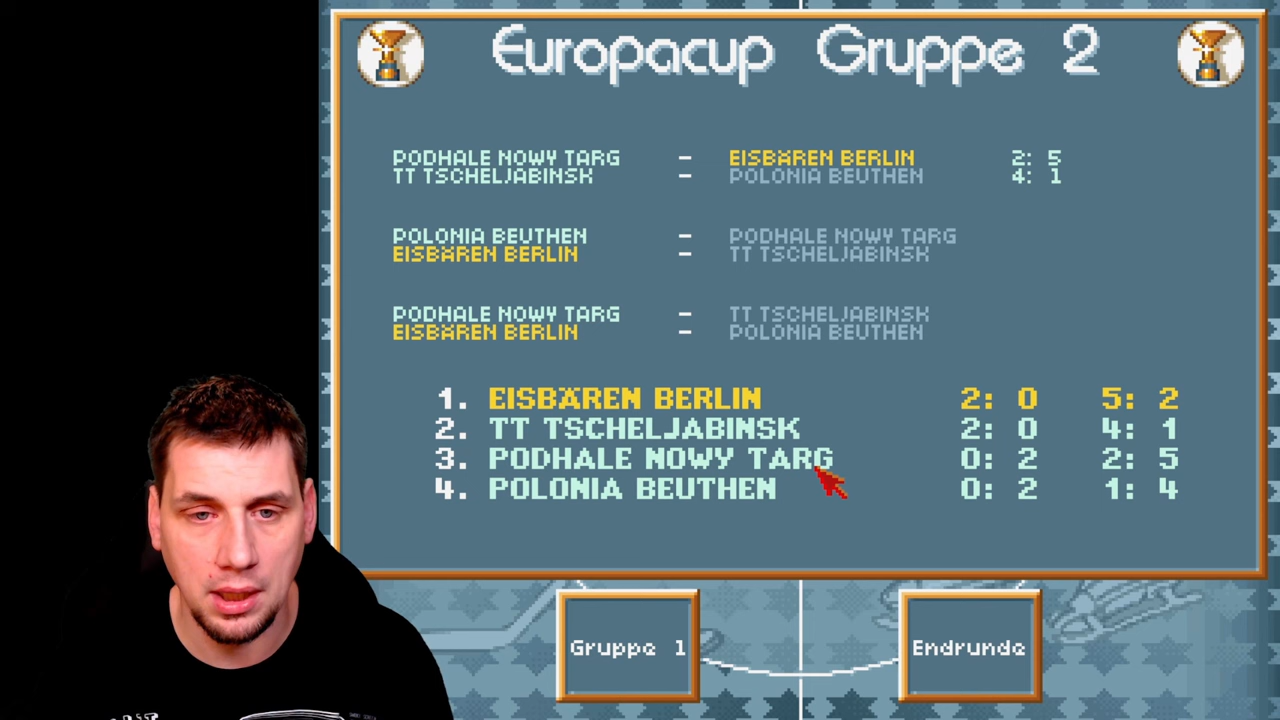 Europacup Gruppe 2
PODHALE NOWY TARG - EISBÄREN BERLIN 2: 5
TT TSCHELJABINSK - POLONIA BEUTHEN 4: 1
POLONIA BEUTHEN - PODHALE NOWY TARG
EISBÄREN BERLIN - TT TSCHELJABINSK
PODHALE NOWY TARG - TT TSCHELJABINSK
EISBÄREN BERLIN - POLONIA BEUTHEN
1. EISBÄREN BERLIN 2: 0 5: 2
2. TT TSCHELJABINSK 2: 0 4: 1
3. PODHALE NOWY TARG 0: 2 2: 5
4. POLONIA BEUTHEN 0: 2 1: 4
Gruppe 1
Endrunde